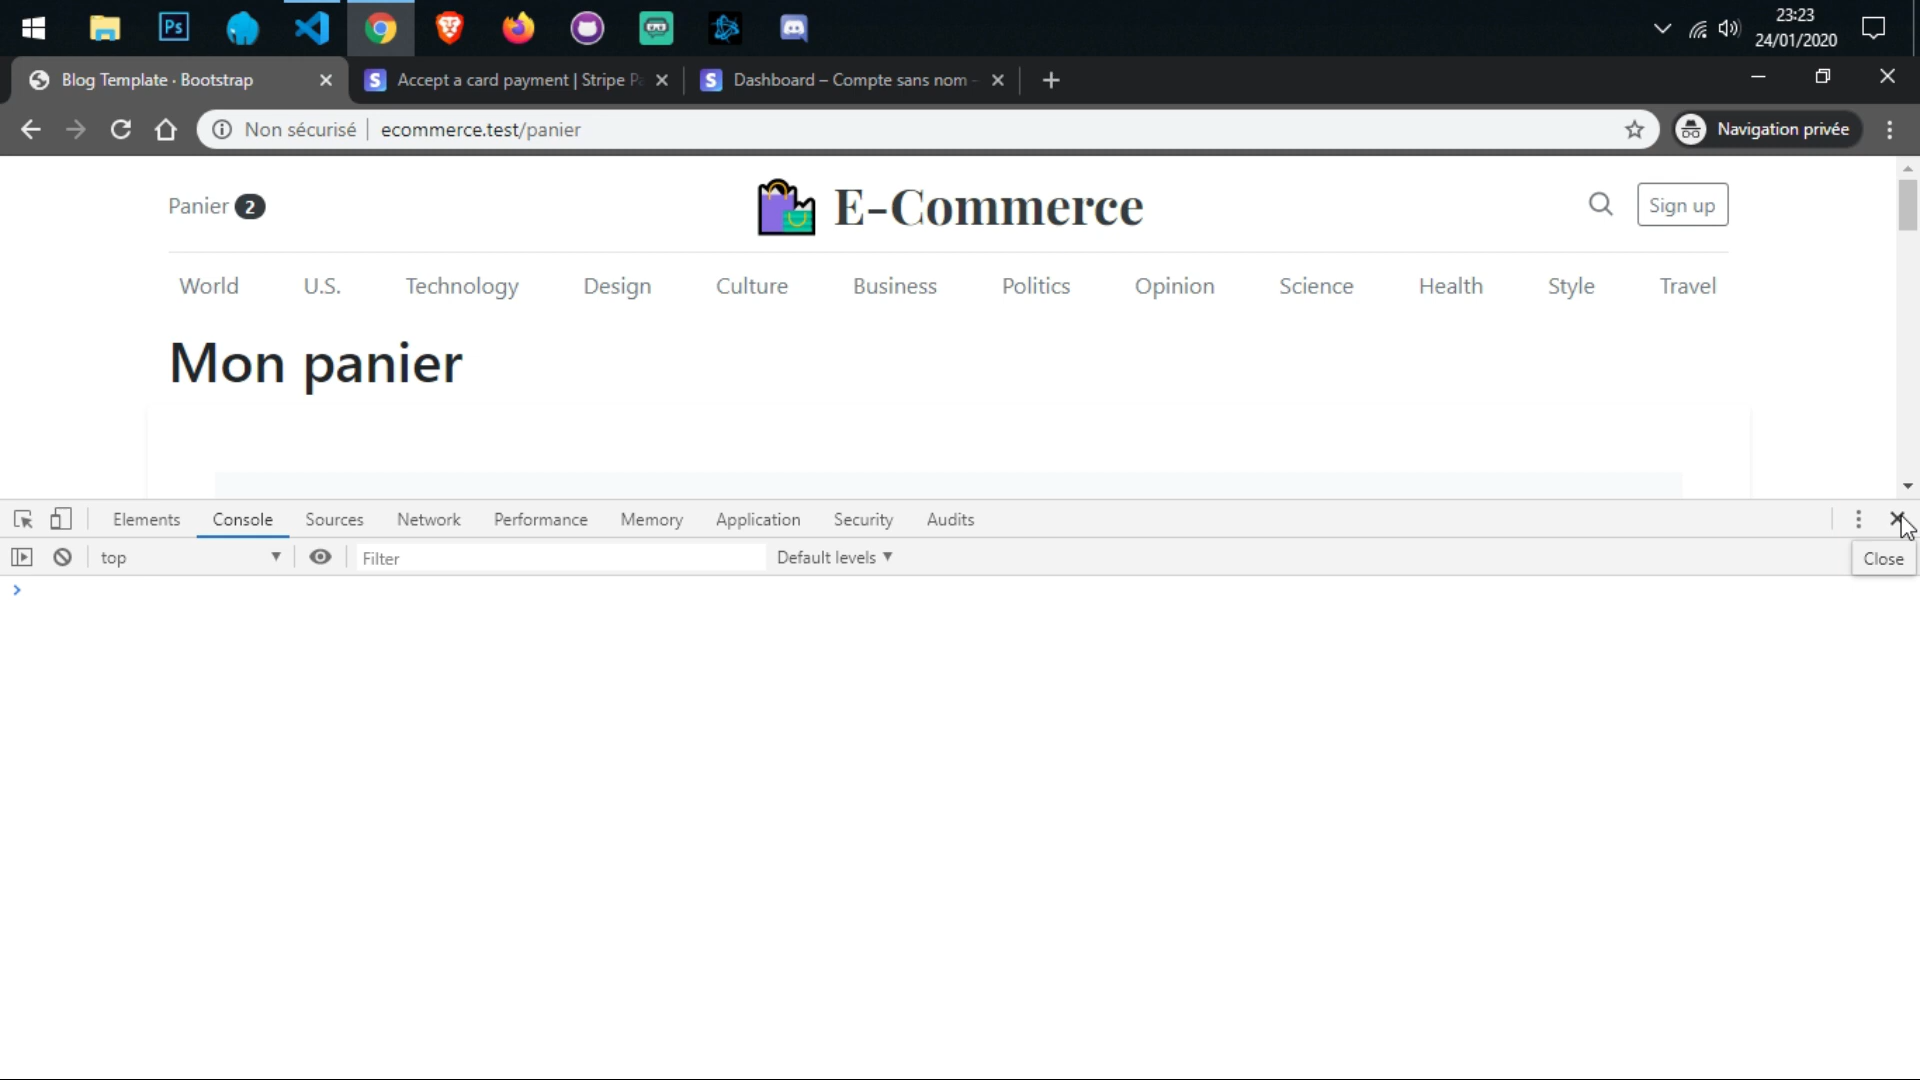 Ps
23:23
24/01/2020
Blog Template · Bootstrap
S Accept a card payment | Stripe P
S Dashboard – Compte sans nom -
Non sécurisé | ecommerce.test/panier
Navigation privée
Panier 2
E-Commerce
Sign up
World U.S. Technology Design Culture Business Politics Opinion Science Health Style Travel
Mon panier
Elements Console Sources Network Performance Memory Application Security Audits
top
Filter
Default levels ▼
Close